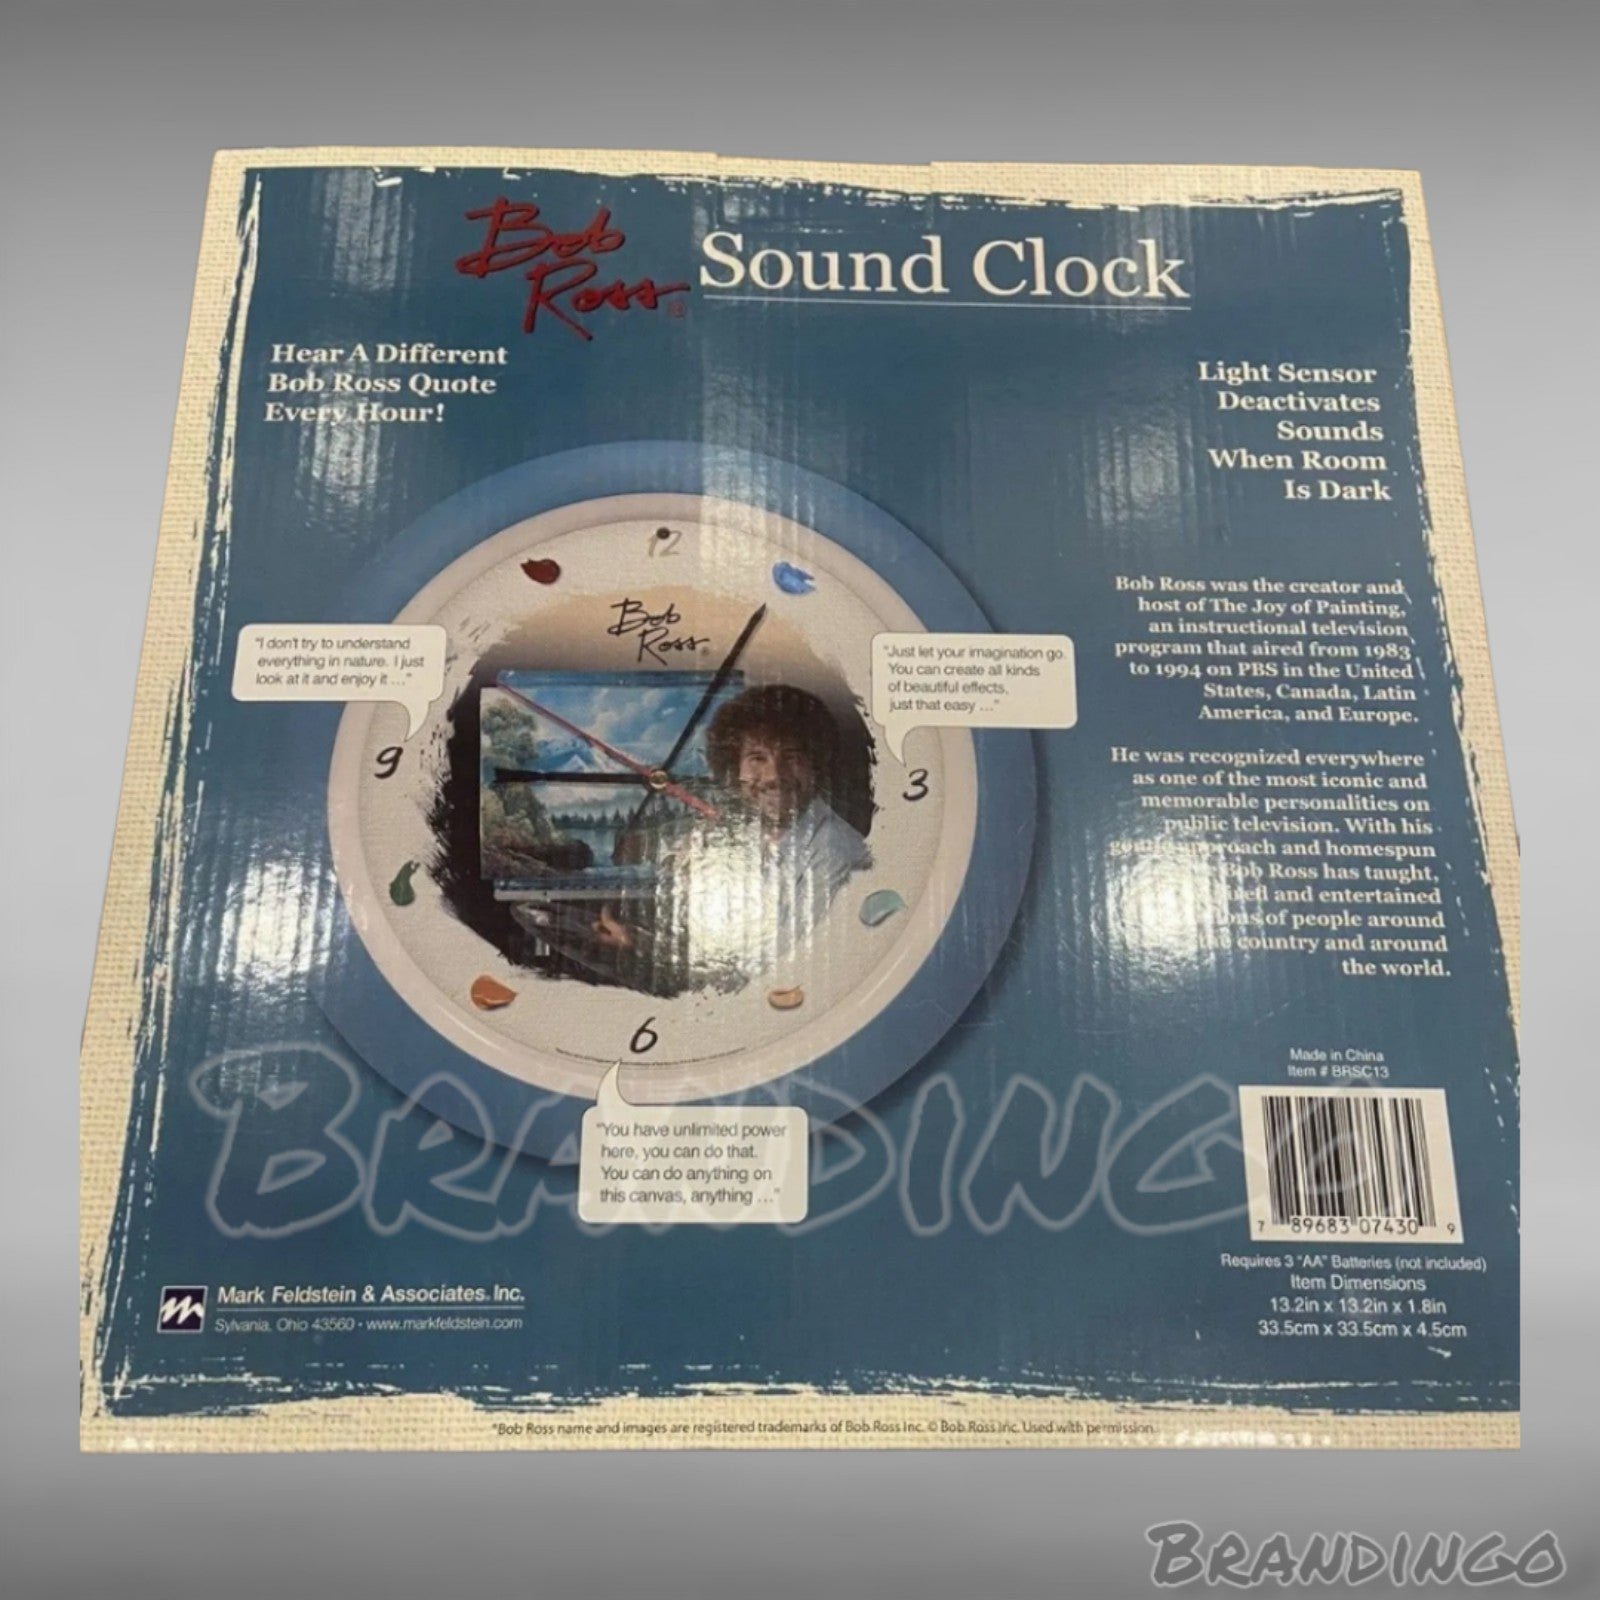 Bob Ross® Sound Clock
Hear A Different
Bob Ross Quote
Every Hour!
Light Sensor
Deactivates
Sounds
When Room
Is Dark
12
Bob
Ross®
"I don't try to understand
everything in nature. I just
look at it and enjoy it ..."
"Just let your imagination go.
You can create all kinds
of beautiful effects,
just that easy ..."
9
3
6
"You have unlimited power
here, you can do that.
You can do anything on
this canvas, anything ..."
Bob Ross was the creator and
host of The Joy of Painting,
an instructional television
program that aired from 1983
to 1994 on PBS in the United
States, Canada, Latin
America, and Europe.
He was recognized everywhere
as one of the most iconic and
memorable personalities on
public television. With his
approach and homespun
Bob Ross has taught,
and entertained
of people around
the country and around
the world.
Made in China
Item # BRSC13
7 89683 07430 9
Requires 3 "AA" Batteries (not included)
Item Dimensions
13.2in x 13.2in x 1.8in
33.5cm x 33.5cm x 4.5cm
BRANDINGO
m
Mark Feldstein & Associates, Inc.
Sylvania, Ohio 43560 • www.markfeldstein.com
*Bob Ross name and images are registered trademarks of Bob Ross Inc. © Bob Ross Inc. Used with permission.
BRANDINGO